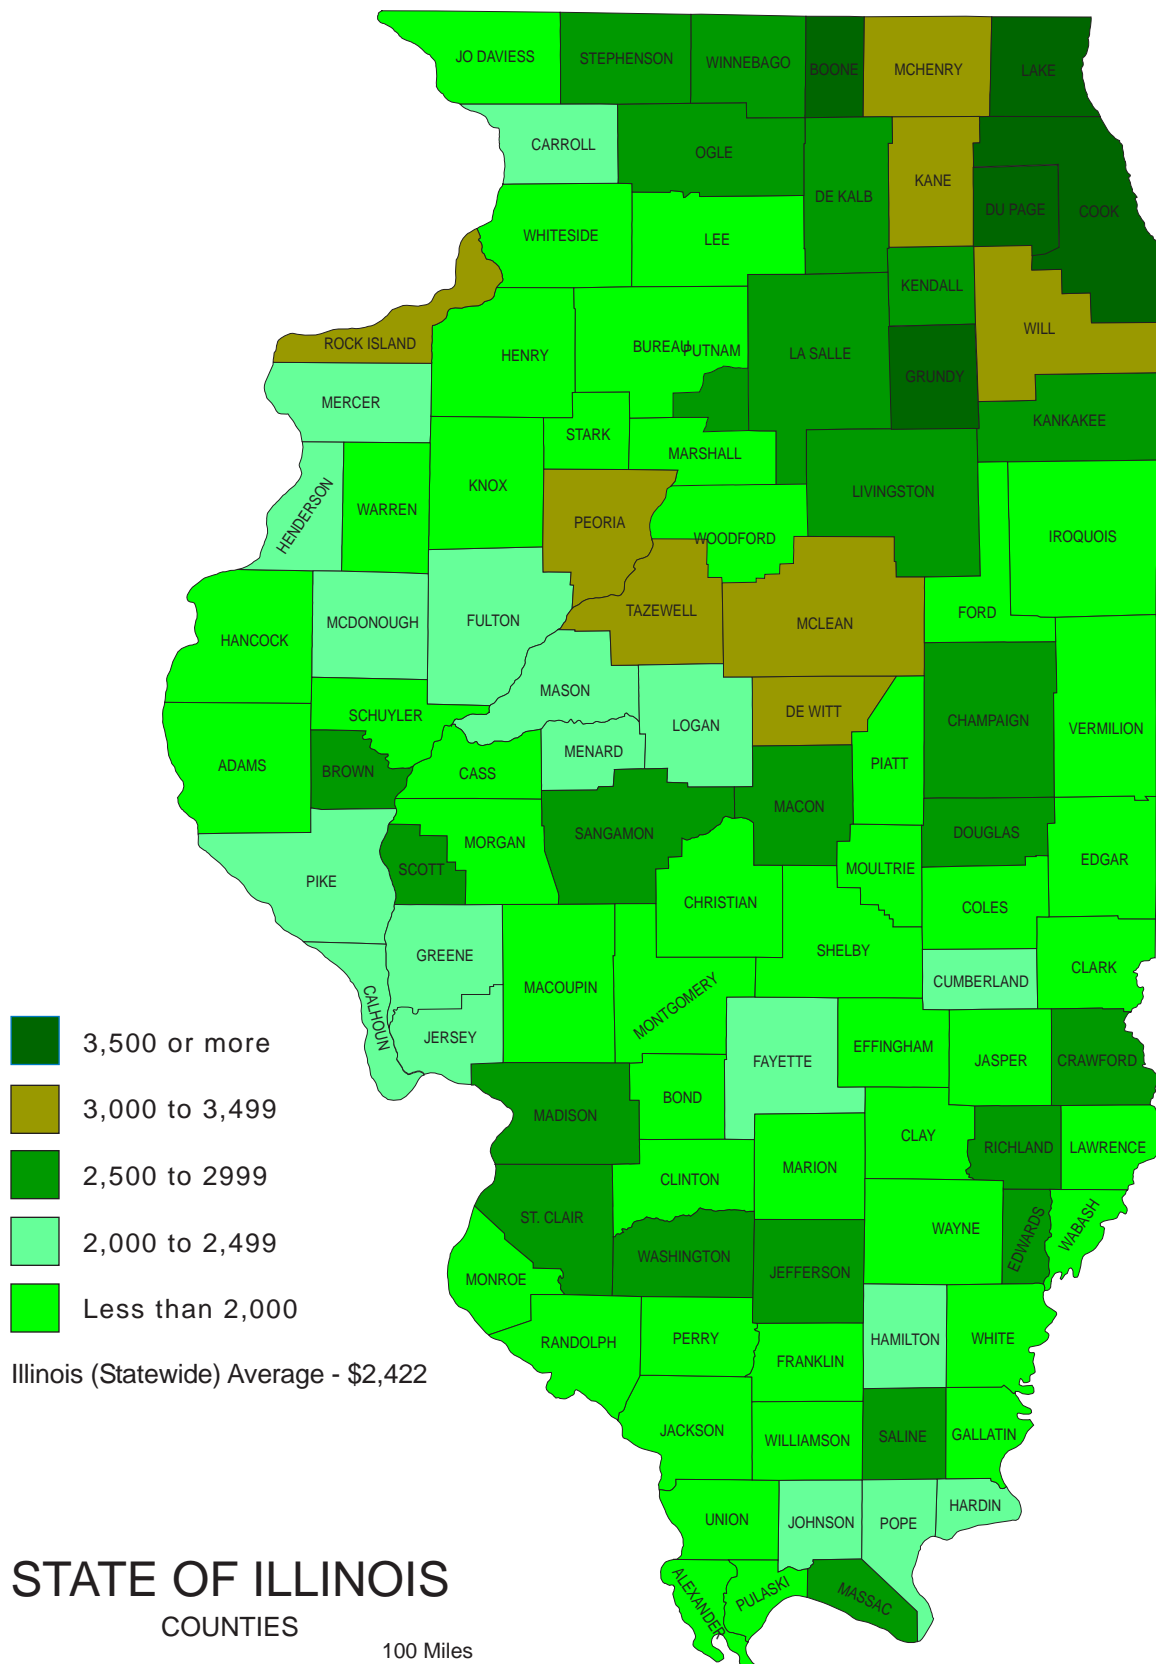 JO DAVIESS
STEPHENSON
WINNEBAGO
BOONE
MCHENRY
LAKE
CARROLL
OGLE
DE KALB
KANE
DU PAGE
COOK
WHITESIDE
LEE
KENDALL
WILL
ROCK ISLAND
HENRY
BUREAU
PUTNAM
LA SALLE
GRUNDY
KANKAKEE
MERCER
STARK
MARSHALL
LIVINGSTON
HENDERSON
WARREN
KNOX
PEORIA
WOODFORD
IROQUOIS
HANCOCK
MCDONOUGH
FULTON
TAZEWELL
MCLEAN
FORD
SCHUYLER
MASON
LOGAN
DE WITT
CHAMPAIGN
VERMILION
ADAMS
BROWN
CASS
MENARD
PIATT
MACON
DOUGLAS
PIKE
SCOTT
MORGAN
SANGAMON
CHRISTIAN
MOULTRIE
COLES
EDGAR
SHELBY
GREENE
MACOUPIN
MONTGOMERY
CUMBERLAND
CLARK
CALHOUN
JERSEY
FAYETTE
EFFINGHAM
JASPER
CRAWFORD
MADISON
BOND
CLAY
RICHLAND
LAWRENCE
CLINTON
MARION
ST. CLAIR
WASHINGTON
JEFFERSON
WAYNE
EDWARDS
WABASH
MONROE
RANDOLPH
PERRY
FRANKLIN
HAMILTON
WHITE
JACKSON
WILLIAMSON
SALINE
GALLATIN
UNION
JOHNSON
POPE
HARDIN
ALEXANDER
PULASKI
MASSAC
3,500 or more
3,000 to 3,499
2,500 to 2999
2,000 to 2,499
Less than 2,000
Illinois (Statewide) Average - $2,422
STATE OF ILLINOIS
COUNTIES
100 Miles